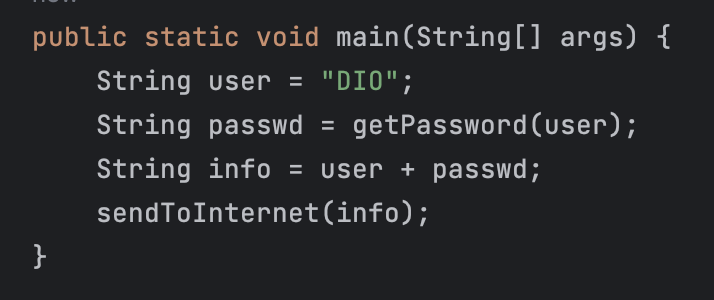 public static void main(String[] args) {
    String user = "DIO";
    String passwd = getPassword(user);
    String info = user + passwd;
    sendToInternet(info);
}